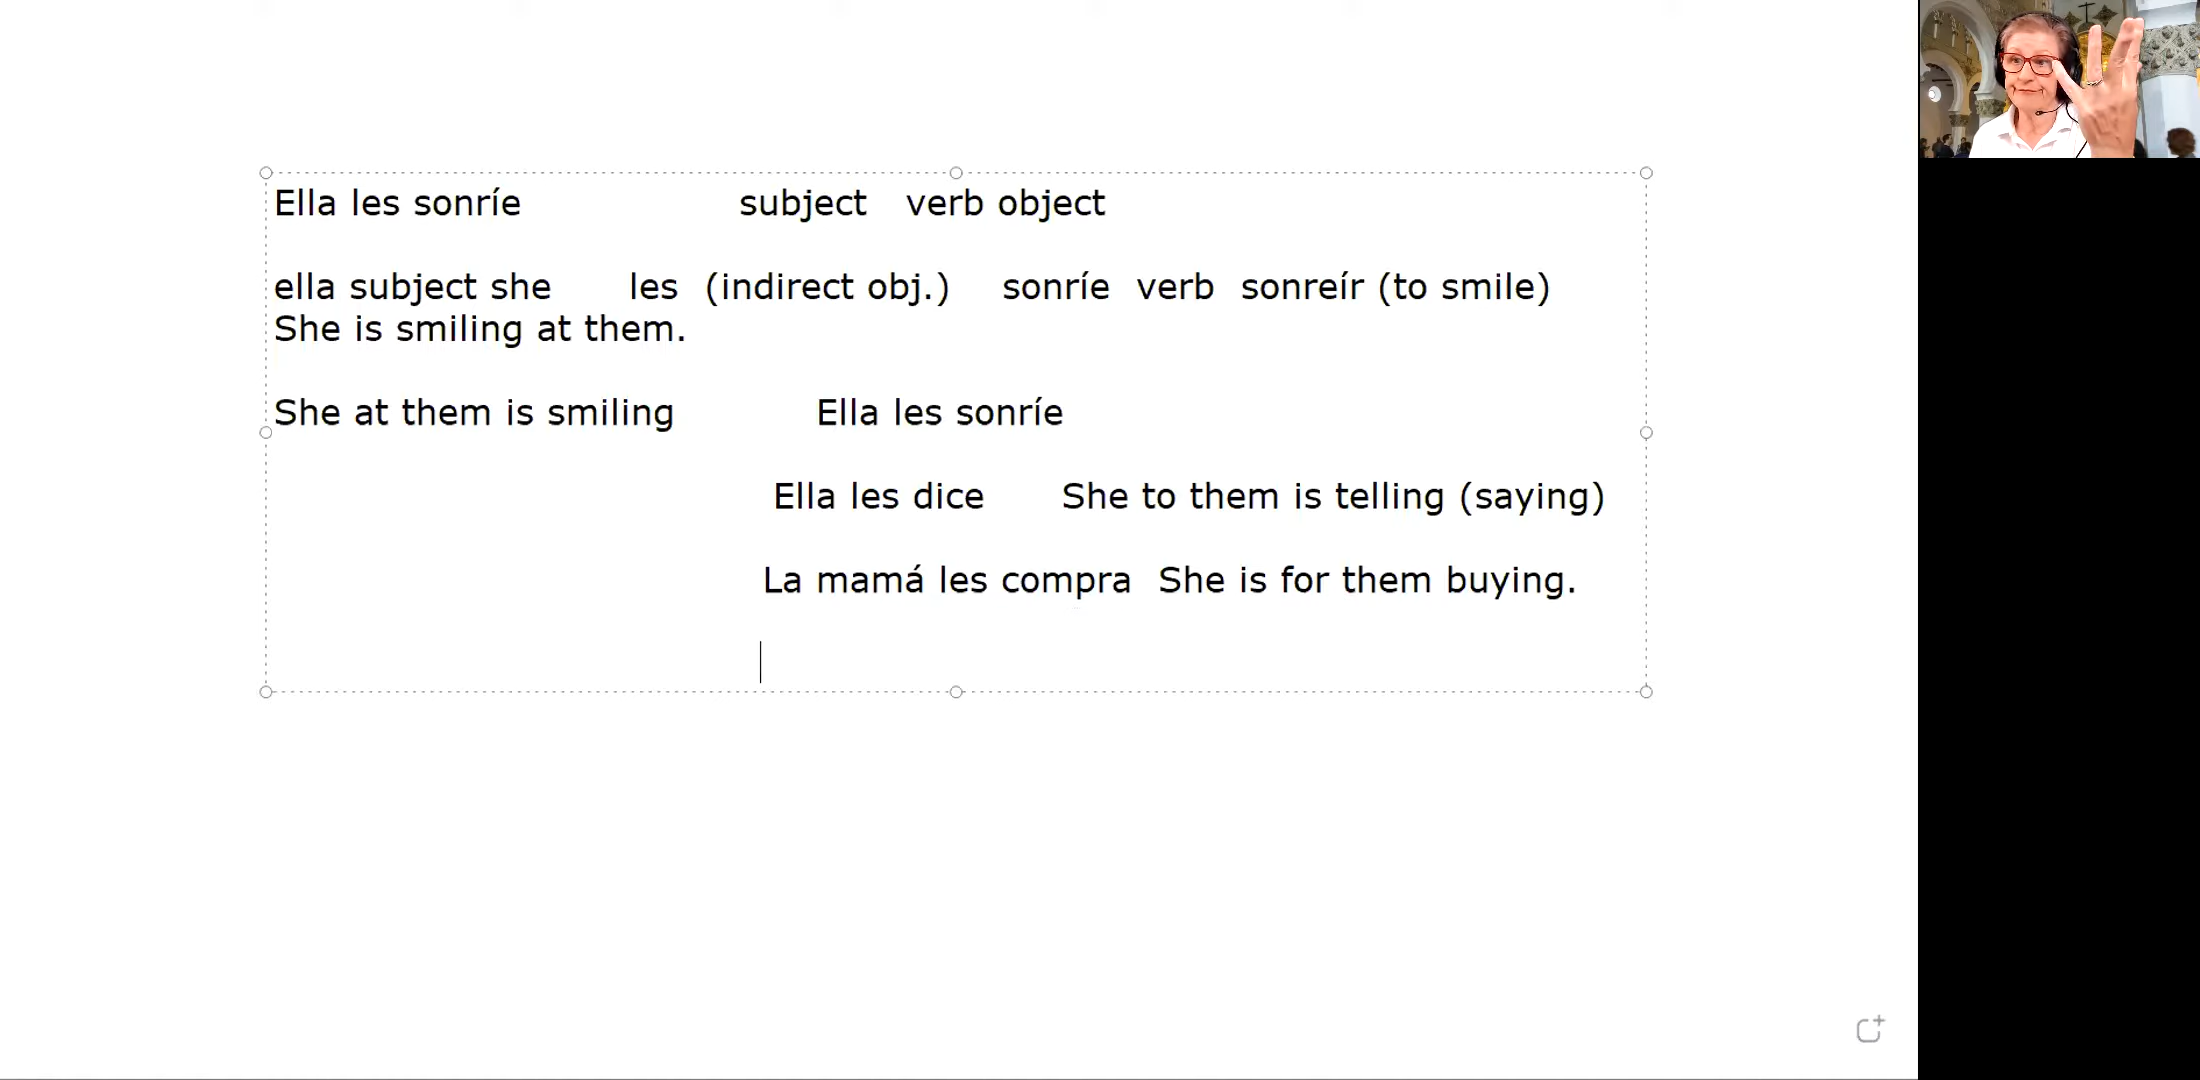 Ella les sonríe subject verb object
ella subject she les (indirect obj.) sonríe verb sonreír (to smile)
She is smiling at them.
She at them is smiling Ella les sonríe
Ella les dice She to them is telling (saying)
La mamá les compra She is for them buying.